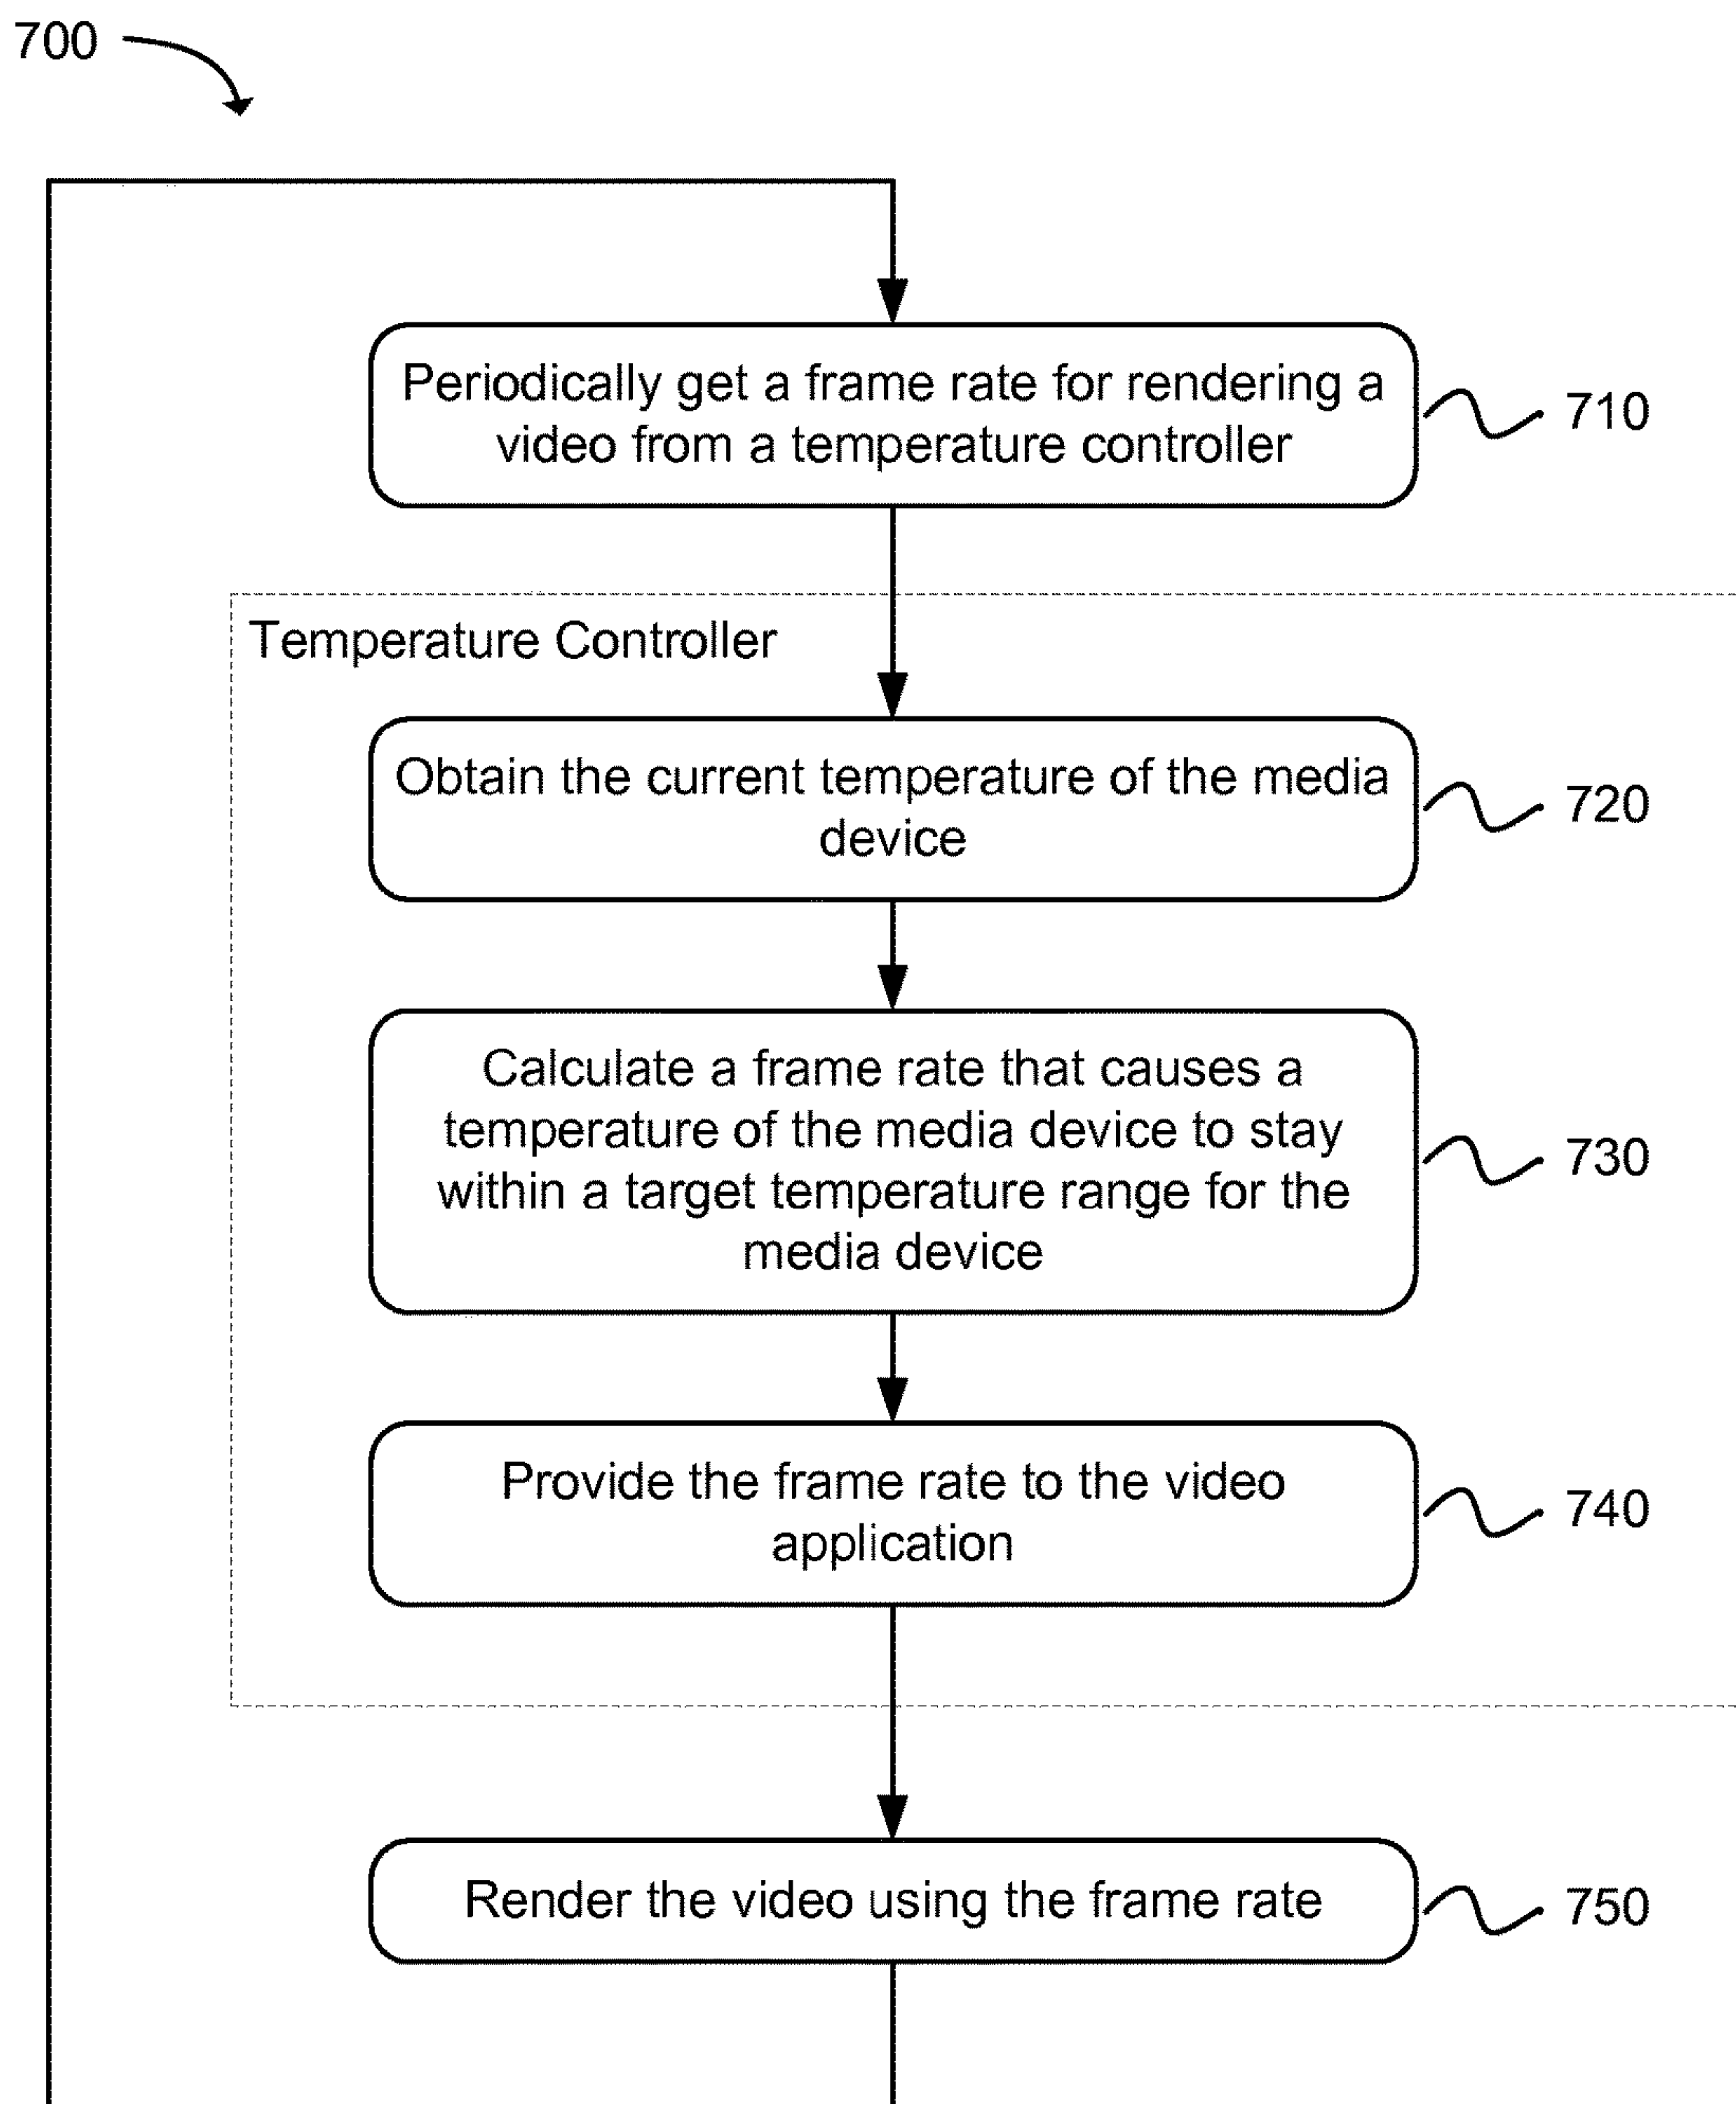 700
Periodically get a frame rate for rendering a
video from a temperature controller
710
Temperature Controller
Obtain the current temperature of the media
device
720
Calculate a frame rate that causes a
temperature of the media device to stay
within a target temperature range for the
media device
730
Provide the frame rate to the video
application
740
Render the video using the frame rate
750